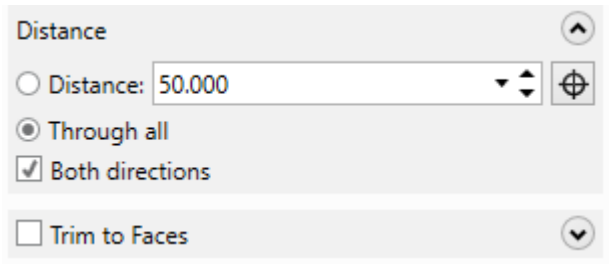 Distance
Distance: 50.000
Through all
Both directions
Trim to Faces